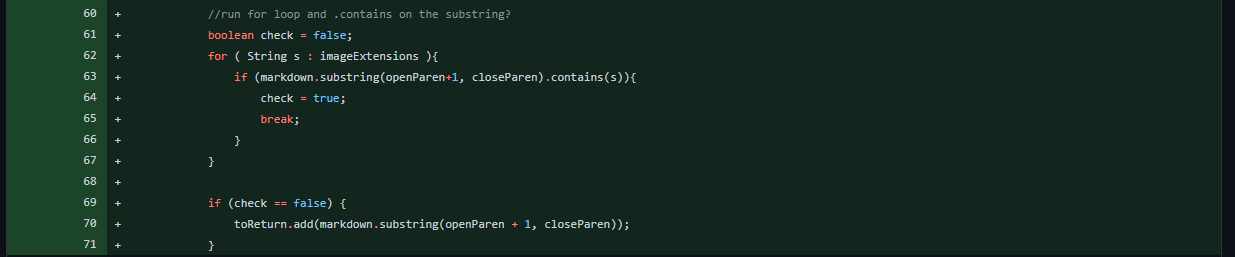 60 + //run for loop and .contains on the substring?
61 + boolean check = false;
62 + for ( String s : imageExtensions ){
63 + if (markdown.substring(openParen+1, closeParen).contains(s)){
64 + check = true;
65 + break;
66 + }
67 + }
68 +
69 + if (check == false) {
70 + toReturn.add(markdown.substring(openParen + 1, closeParen));
71 + }